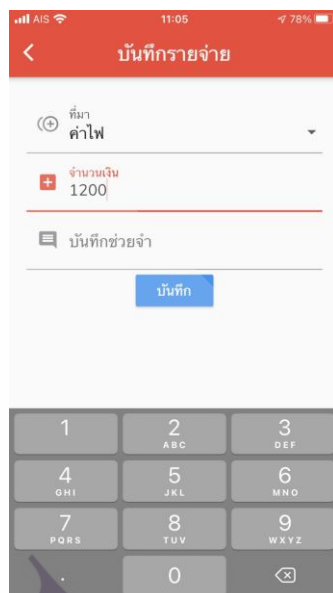 AIS 11:05 78%
บันทึกรายจ่าย
ที่มา
ค่าไฟ
จำนวนเงิน
1200
บันทึกช่วยจำ
บันทึก
1 2 3
ABC DEF
4 5 6
GHI JKL MNO
7 8 9
PQRS TUV WXYZ
. 0